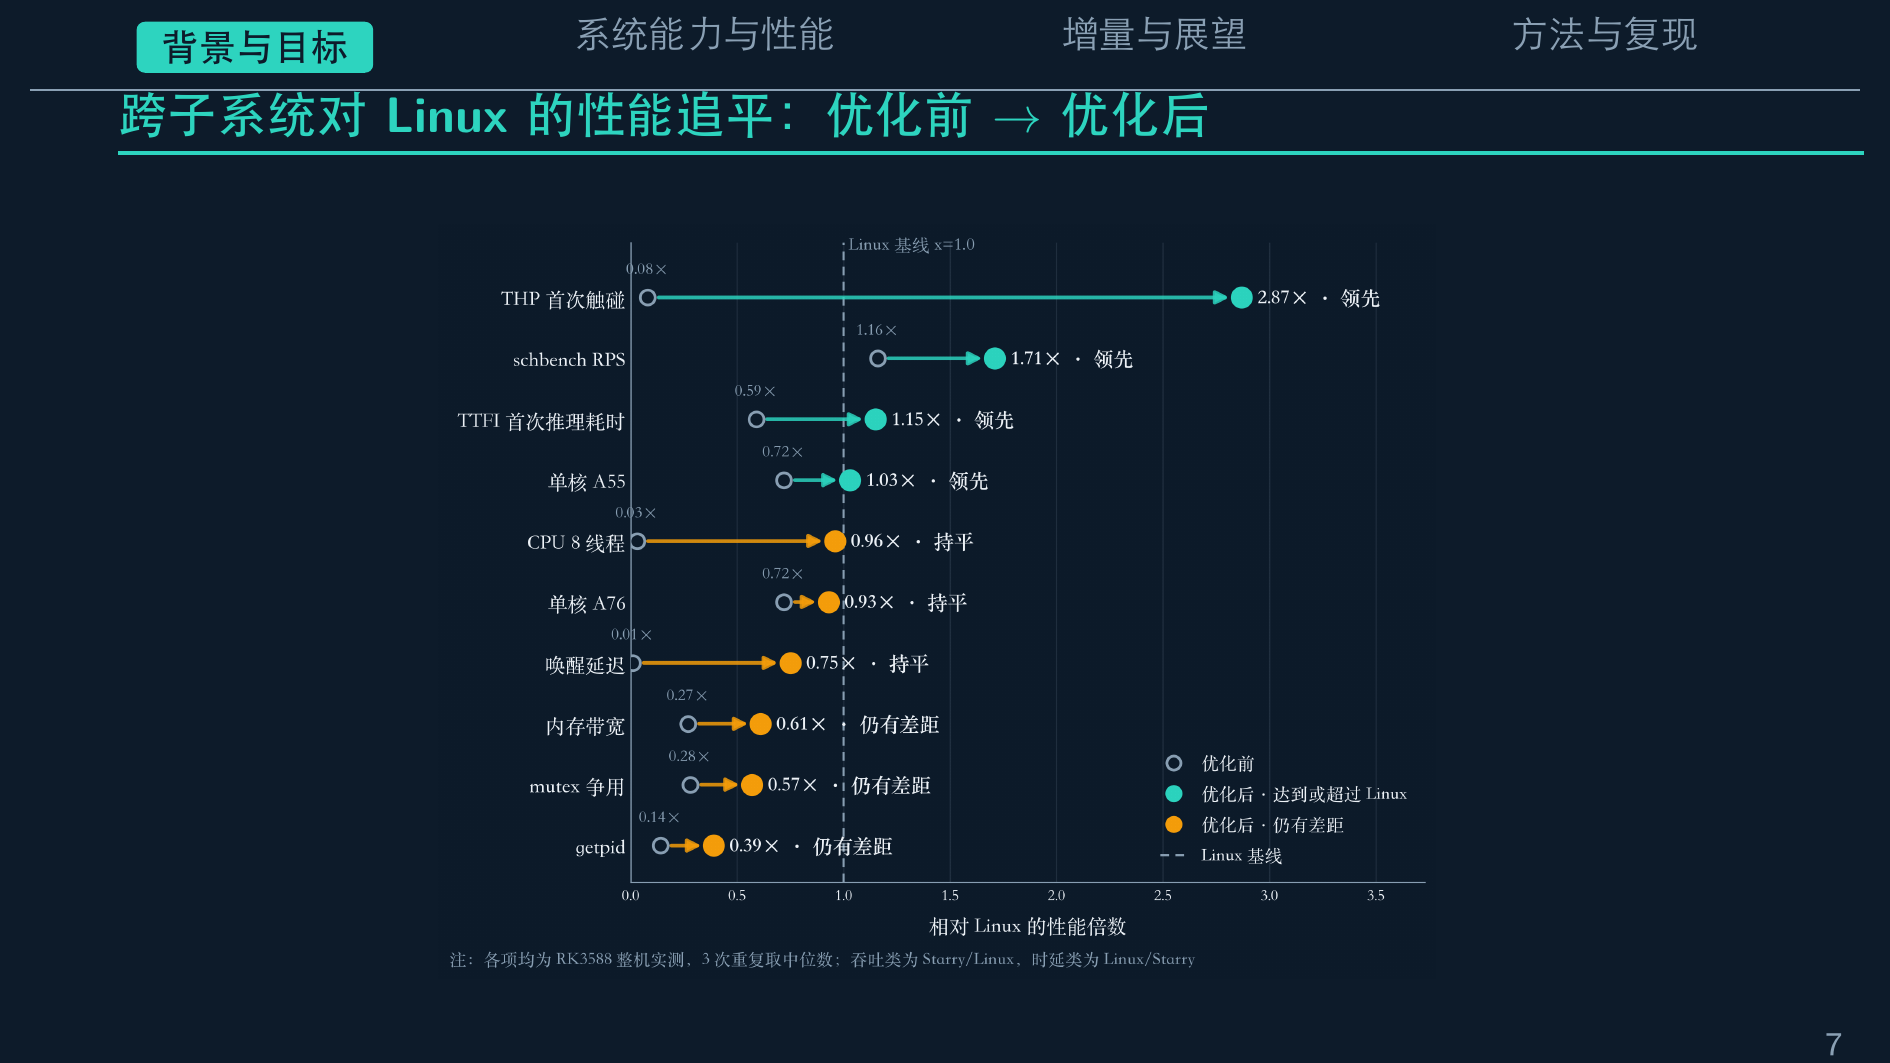 背景与目标
系统能力与性能
增量与展望
方法与复现
跨子系统对 Linux 的性能追平：优化前 → 优化后
Linux 基线 x=1.0
0.08×
THP 首次触碰
2.87× · 领先
1.16×
schbench RPS
1.71× · 领先
0.59×
TTFI 首次推理耗时
1.15× · 领先
0.72×
单核 A55
1.03× · 领先
0.03×
CPU 8 线程
0.96× · 持平
0.72×
单核 A76
0.93× · 持平
0.01×
唤醒延迟
0.75× · 持平
0.27×
内存带宽
0.61× · 仍有差距
0.28×
mutex 争用
0.57× · 仍有差距
0.14×
getpid
0.39× · 仍有差距
优化前
优化后 · 达到或超过 Linux
优化后 · 仍有差距
Linux 基线
0.0 0.5 1.0 1.5 2.0 2.5 3.0 3.5
相对 Linux 的性能倍数
注：各项均为 RK3588 整机实测，3 次重复取中位数；吞吐类为 Starry/Linux，时延类为 Linux/Starry
7